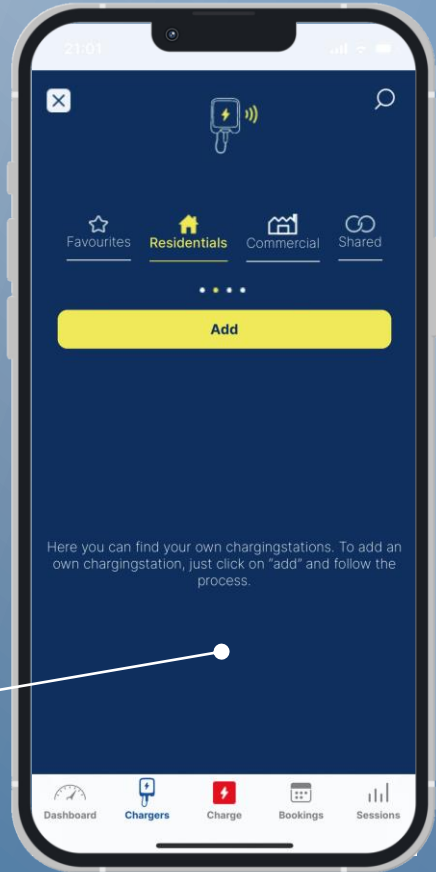 21:01
Favourites Residentials Commercial Shared
Add
Here you can find your own chargingstations. To add an
own chargingstation, just click on "add" and follow the
process.
Dashboard Chargers Charge Bookings Sessions